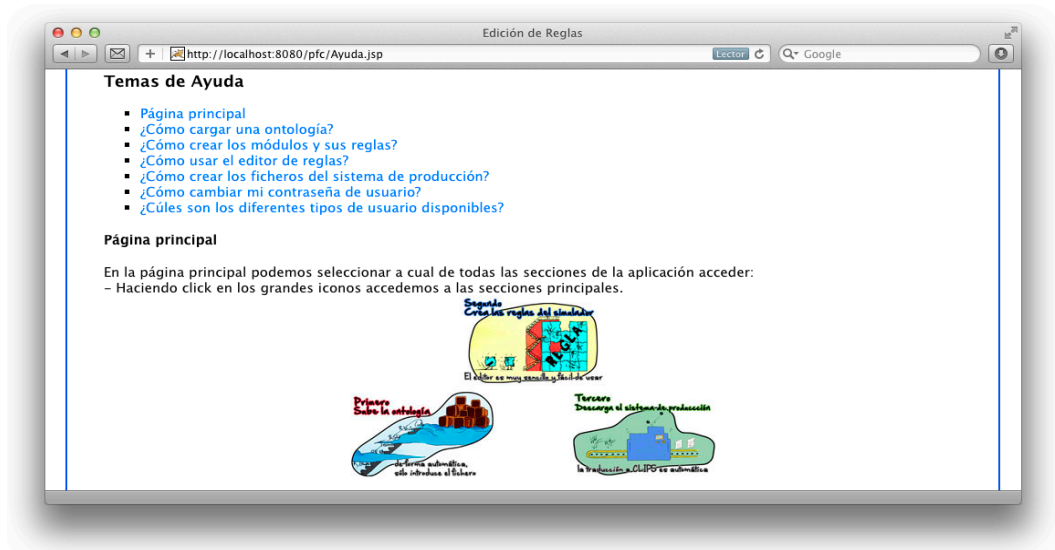 Edición de Reglas
http://localhost:8080/pfc/Ayuda.jsp
Lector
Google
Temas de Ayuda
Página principal
¿Cómo cargar una ontología?
¿Cómo crear los módulos y sus reglas?
¿Cómo usar el editor de reglas?
¿Cómo crear los ficheros del sistema de producción?
¿Cómo cambiar mi contraseña de usuario?
¿Cúles son los diferentes tipos de usuario disponibles?
Página principal
En la página principal podemos seleccionar a cual de todas las secciones de la aplicación acceder:
– Haciendo click en los grandes iconos accedemos a las secciones principales.
Segundo
Crea las reglas del simulador
REGLA
El editor es muy sencillo y fácil de usar
Primero
Sube la ontología
de forma automática,
sólo introduce el fichero
Tercero
Descarga el sistema de producción
la traducción a CLIPS es automática